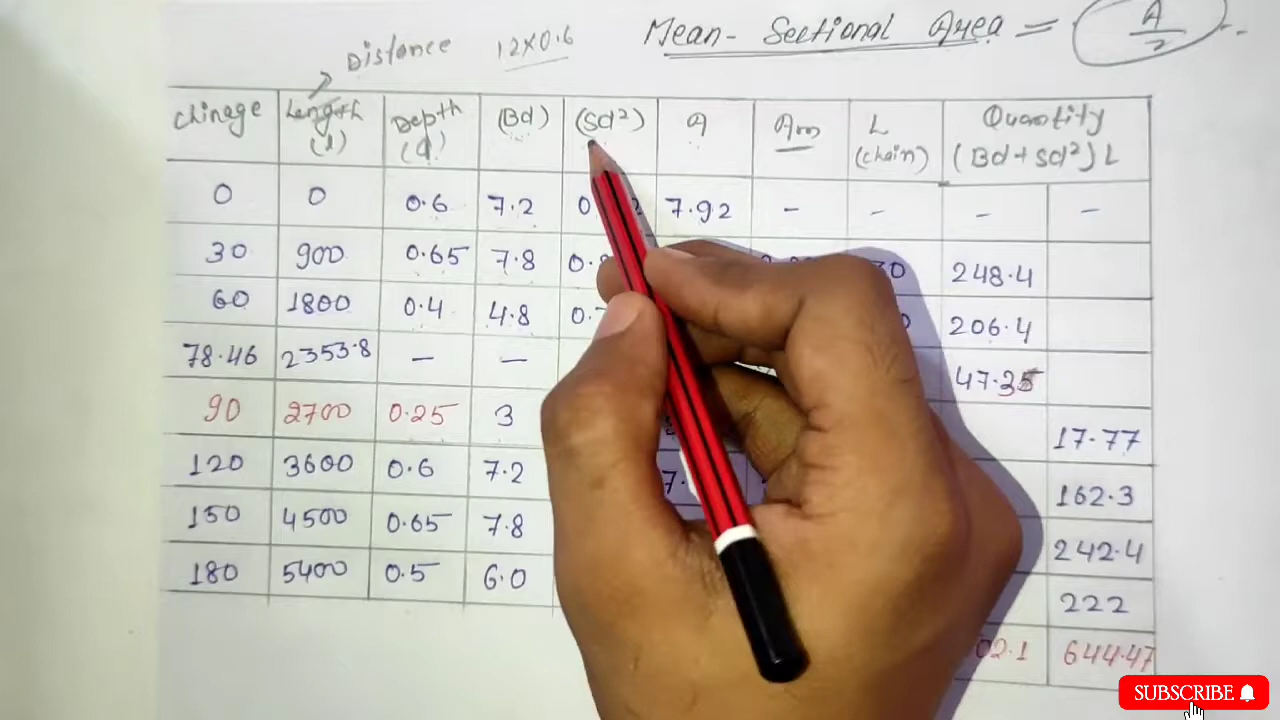 Mean- Sectional Area = A/2
Distance 12×0.6
Chinage Length (l) Depth (d) (Bd) (Sd²) A Am L (chain) Quantity (Bd+Sd²) L
0 0 0.6 7.2 7.92 - - - -
30 900 0.65 7.8 248.4
60 1800 0.4 4.8 206.4
78.46 2353.8 - - 47.35
90 2700 0.25 3 17.77
120 3600 0.6 7.2 162.3
150 4500 0.65 7.8 242.4
180 5400 0.5 6.0 222
644.47
SUBSCRIBE